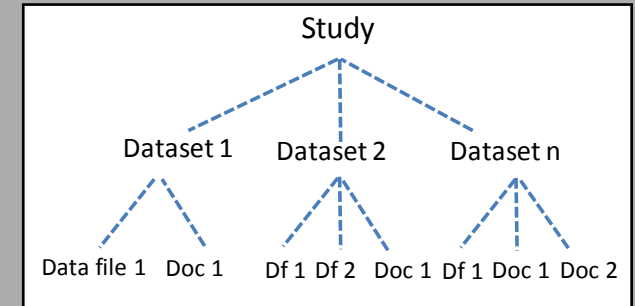 Study
Dataset 1 Dataset 2 Dataset n
Data file 1 Doc 1 Df 1 Df 2 Doc 1 Df 1 Doc 1 Doc 2